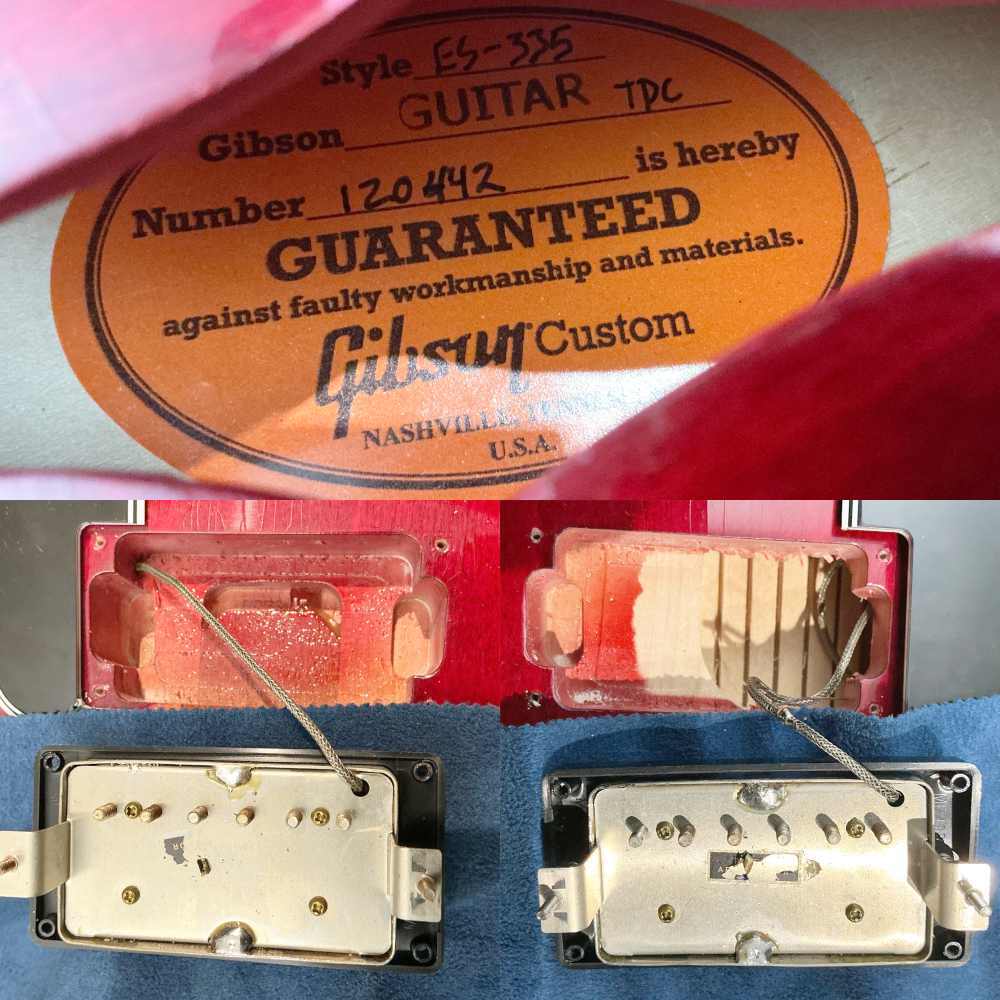 Style ES-335
GUITAR TDC
Gibson
Number 120442 is hereby
GUARANTEED
against faulty workmanship and materials.
Gibson Custom
NASHVILLE, TENN
U.S.A.